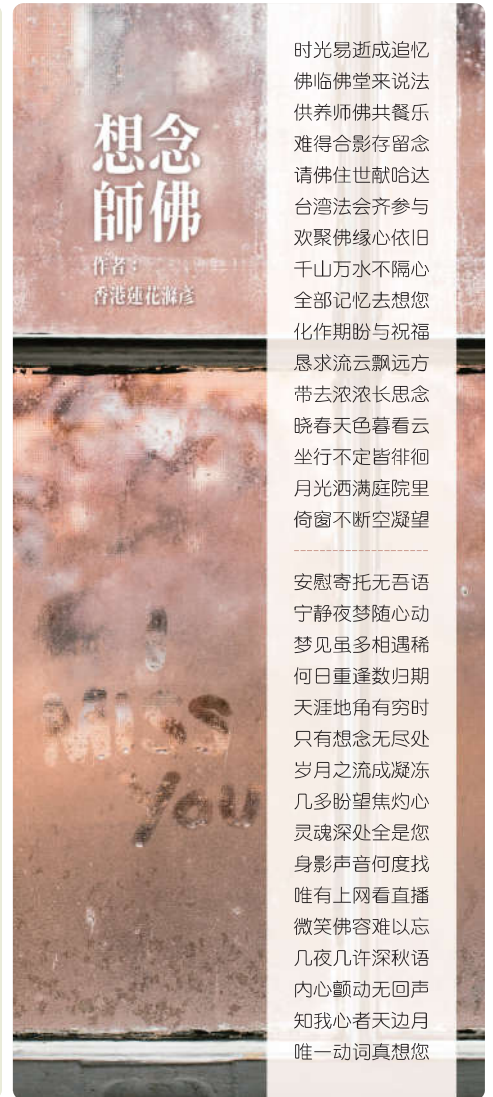 想念
師佛
作者：
香港蓮花滌彦
时光易逝成追忆
佛临佛堂来说法
供养师佛共餐乐
难得合影存留念
请佛住世献哈达
台湾法会齐参与
欢聚佛缘心依旧
千山万水不隔心
全部记忆去想您
化作期盼与祝福
恳求流云飘远方
带去浓浓长思念
晓春天色暮看云
坐行不定皆徘徊
月光洒满庭院里
倚窗不断空凝望
安慰寄托无吾语
宁静夜梦随心动
梦见虽多相遇稀
何日重逢数归期
天涯地角有穷时
只有想念无尽处
岁月之流成凝冻
几多盼望焦灼心
灵魂深处全是您
身影声音何度找
唯有上网看直播
微笑佛容难以忘
几夜几许深秋语
内心颤动无回声
知我心者天边月
唯一动词真想您
I
MISS
You